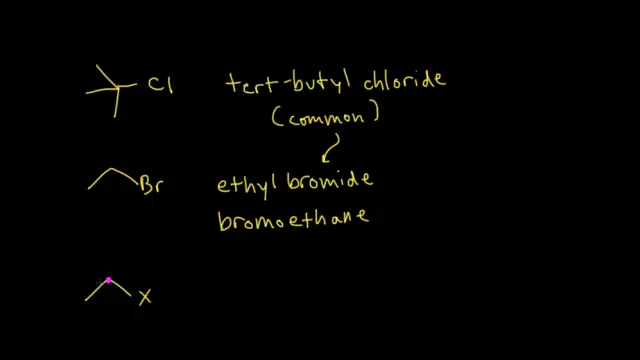 Cl tert-butyl chloride
(common)
Br ethyl bromide
bromoethane
X